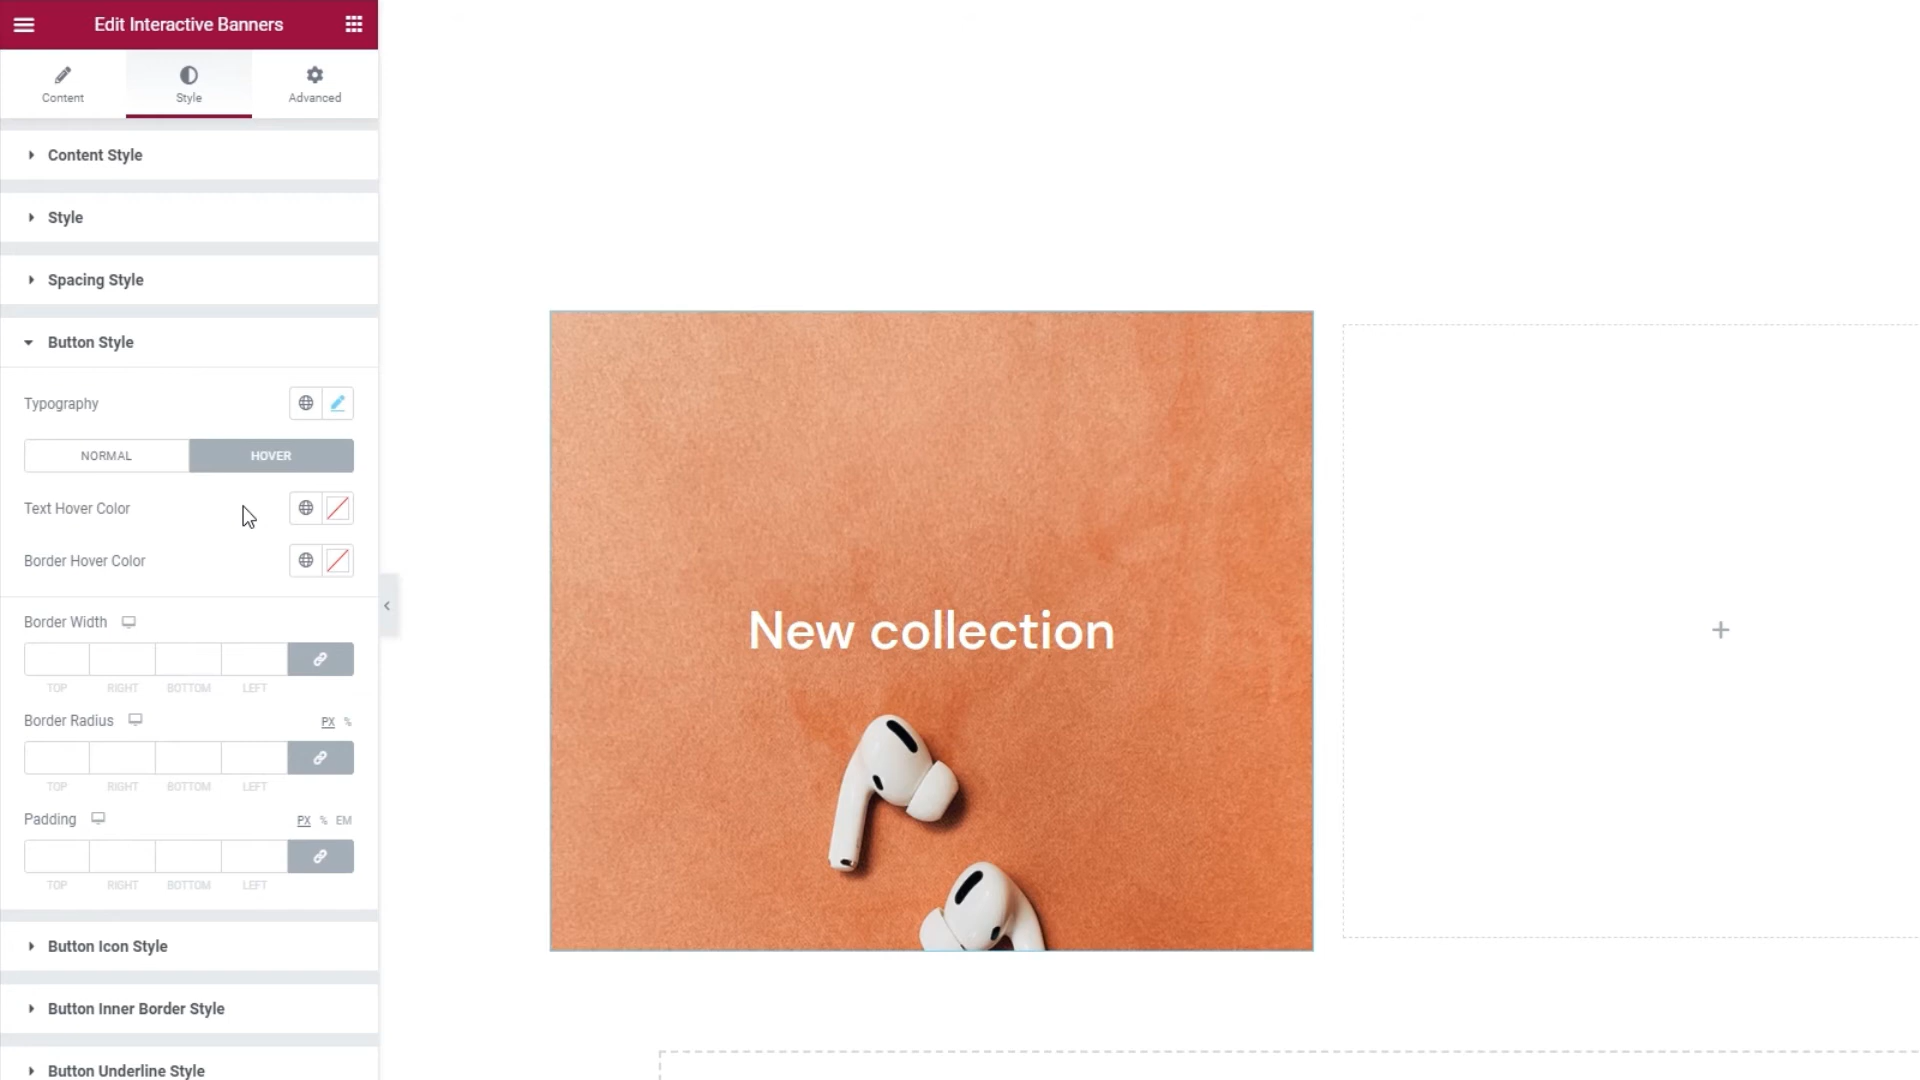 Edit Interactive Banners
Content
Style
Advanced
Content Style
Style
Spacing Style
Button Style
Typography
NORMAL
HOVER
Text Hover Color
Border Hover Color
Border Width
TOP RIGHT BOTTOM LEFT
Border Radius PX %
TOP RIGHT BOTTOM LEFT
Padding PX % EM
TOP RIGHT BOTTOM LEFT
Button Icon Style
Button Inner Border Style
Button Underline Style
New collection